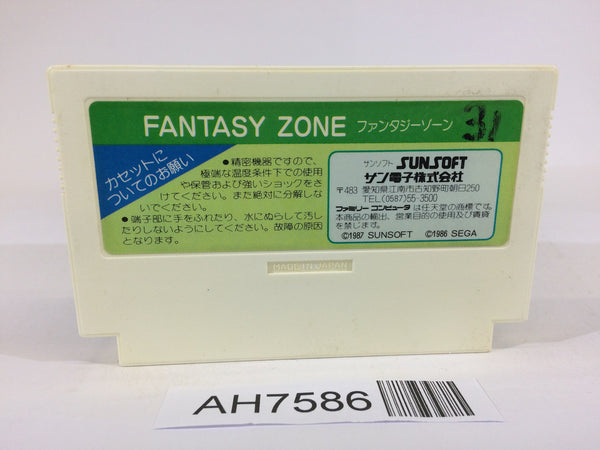 FANTASY ZONE ファンタジーゾーン
カセットに
ついてのお願い
●精密機器ですので、
極端な温度条件下での使用
や保管および強いショックをさ
けてください。また絶対に分解しな
いでください。
●端子部に手をふれたり、水にぬらして汚し
たりしないようにしてください。故障の原因
となります。
サンソフト SUNSOFT
サン電子株式会社
〒483 愛知県江南市古知野町朝日250
TEL.(0587)55-3500
ファミリーコンピュータは任天堂の商標です。
本商品の輸出、営業目的の使用及び賃貸
を禁じます。
©1987 SUNSOFT ©1986 SEGA
MADE IN JAPAN
AH7586